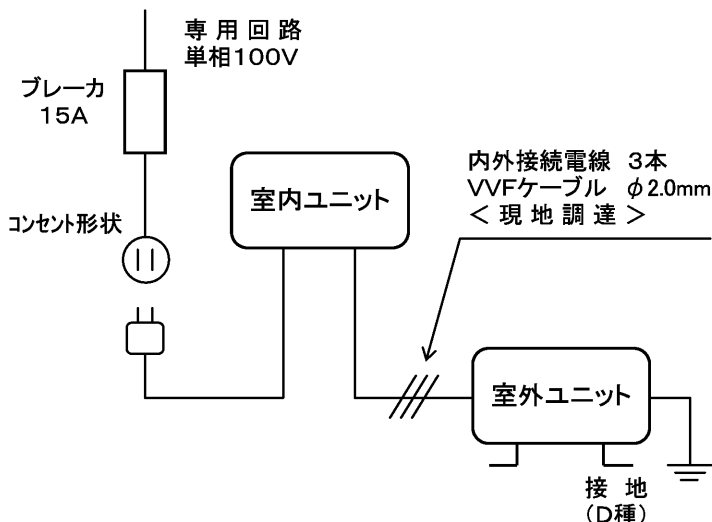 専用回路
単相100V
ブレーカ
15A
コンセント形状
室内ユニット
内外接続電線 3本
VVFケーブル φ2.0mm
<現地調達>
室外ユニット
接地
(D種)